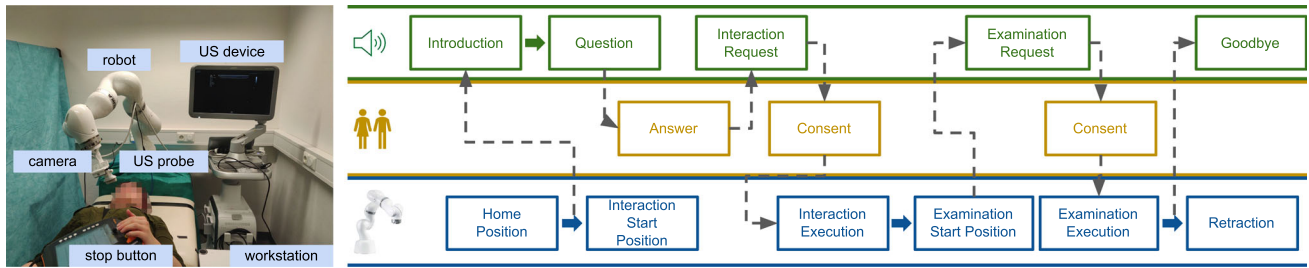 US device
robot
camera
US probe
stop button
workstation
Introduction
Question
Interaction
Request
Examination
Request
Goodbye
Answer
Consent
Consent
Home
Position
Interaction
Start
Position
Interaction
Execution
Examination
Start Position
Examination
Execution
Retraction